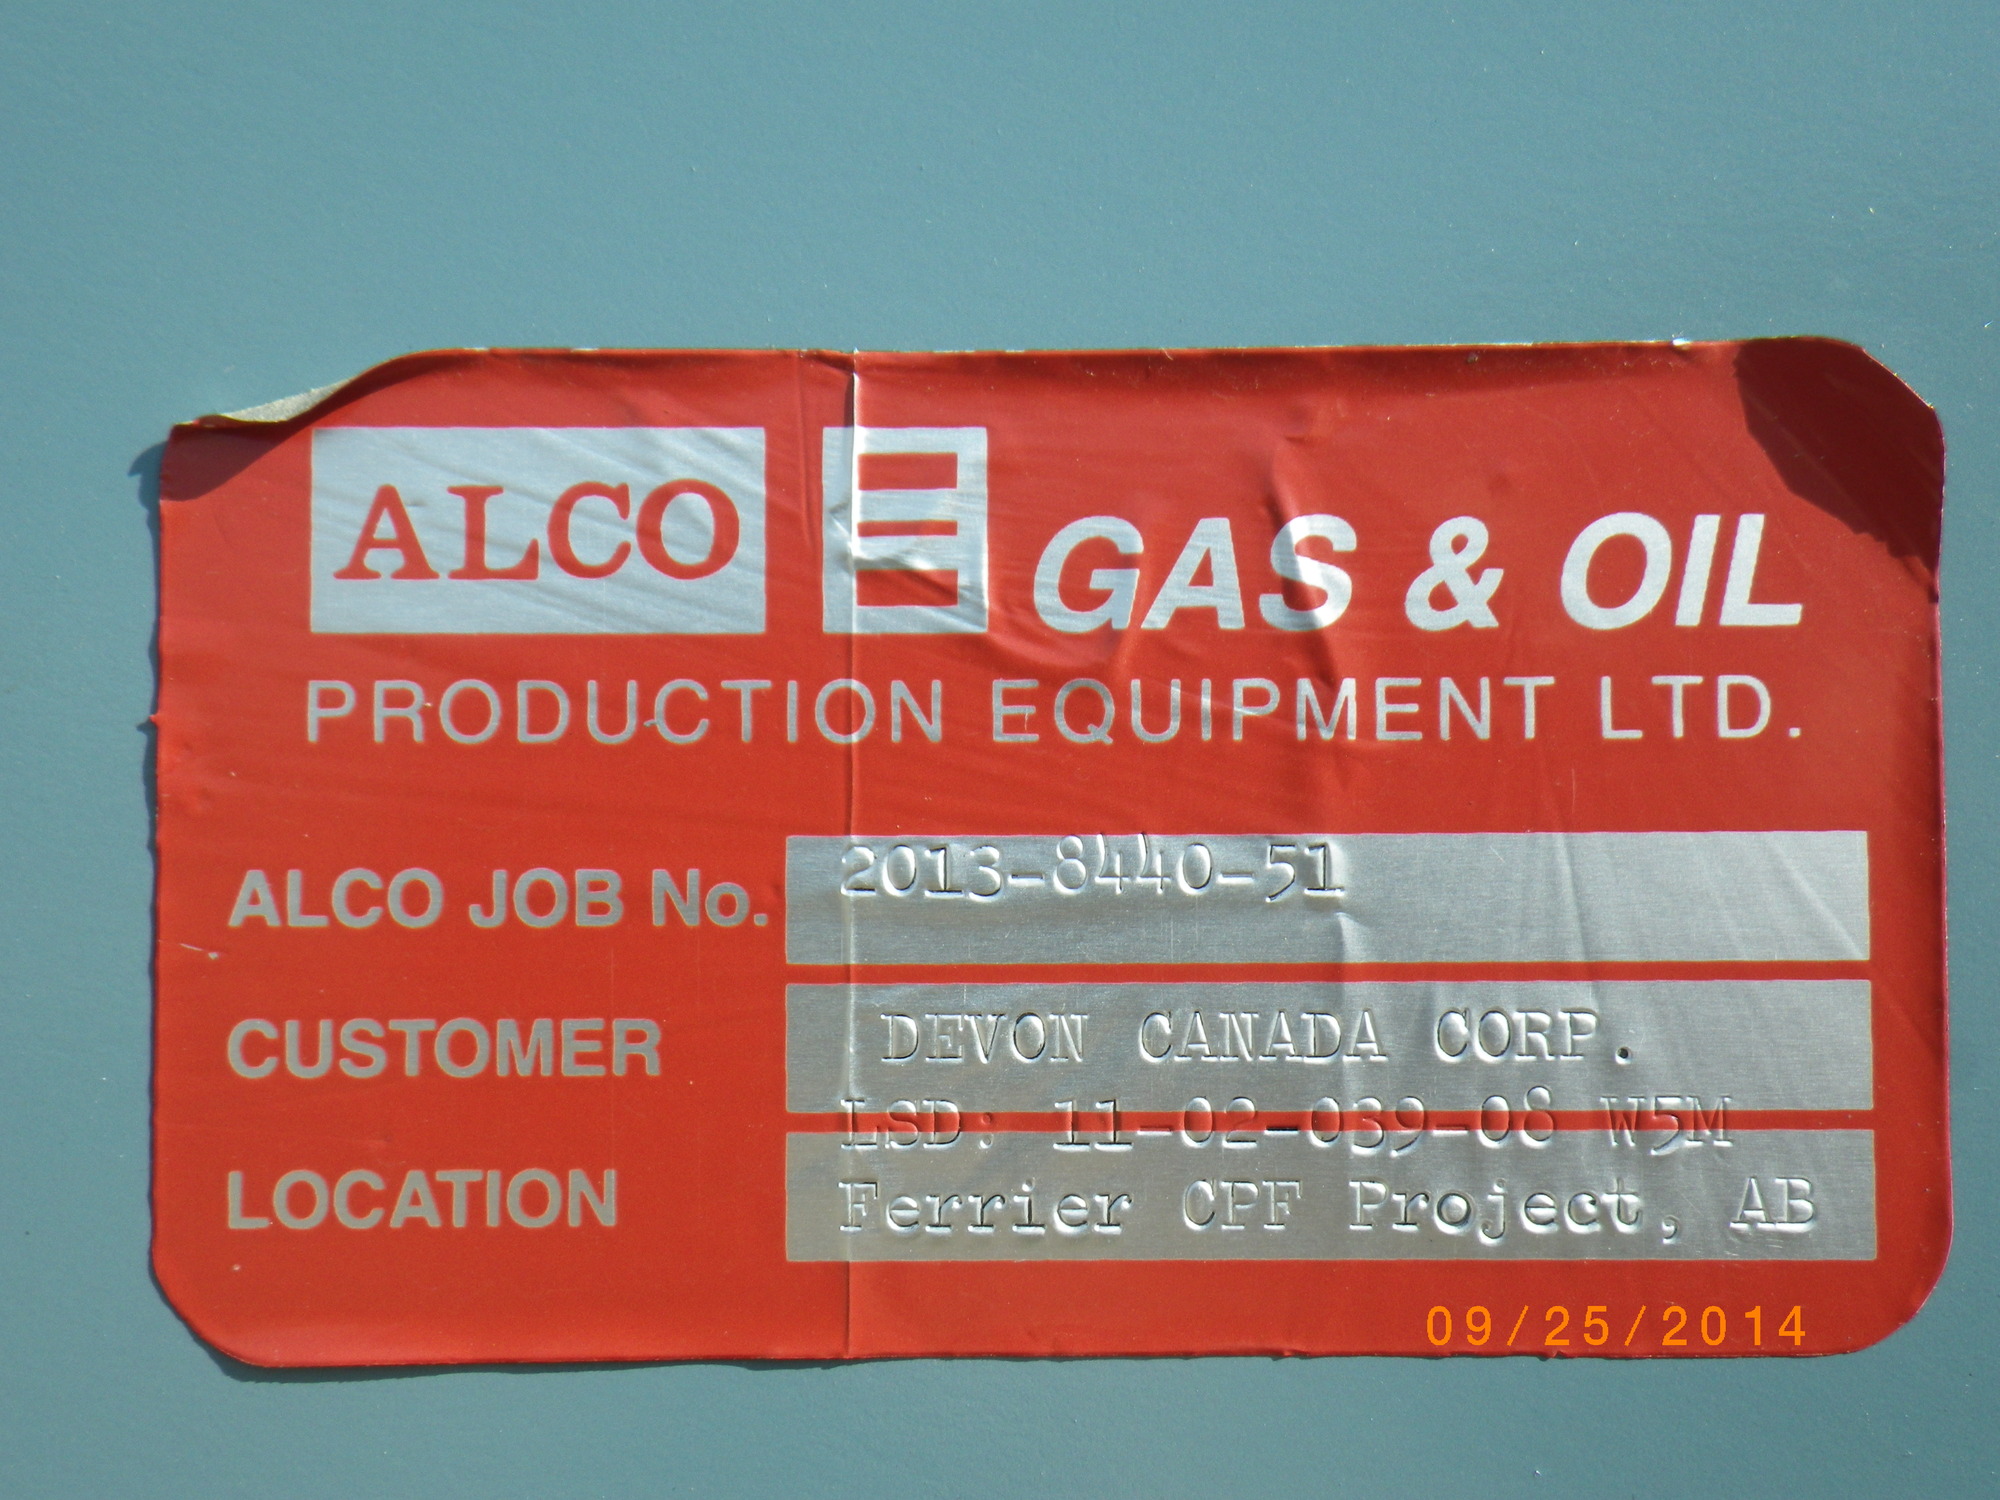 ALCO GAS & OIL
PRODUCTION EQUIPMENT LTD.
ALCO JOB No. 2013-8440-51
CUSTOMER DEVON CANADA CORP.
LSD: 11-02-039-08 W5M
LOCATION Ferrier CPF Project, AB
09/25/2014